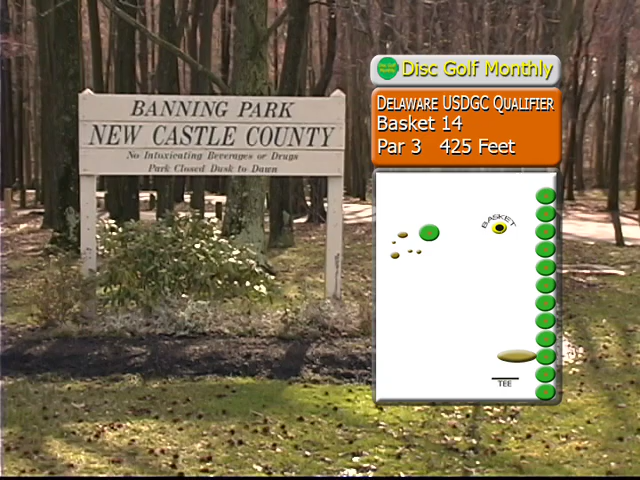 BANNING PARK
NEW CASTLE COUNTY
No Intoxicating Beverages or Drugs
Park Closed Dusk to Dawn
Disc Golf Monthly
DELAWARE USDGC QUALIFIER
Basket 14
Par 3 425 Feet
BASKET
TEE